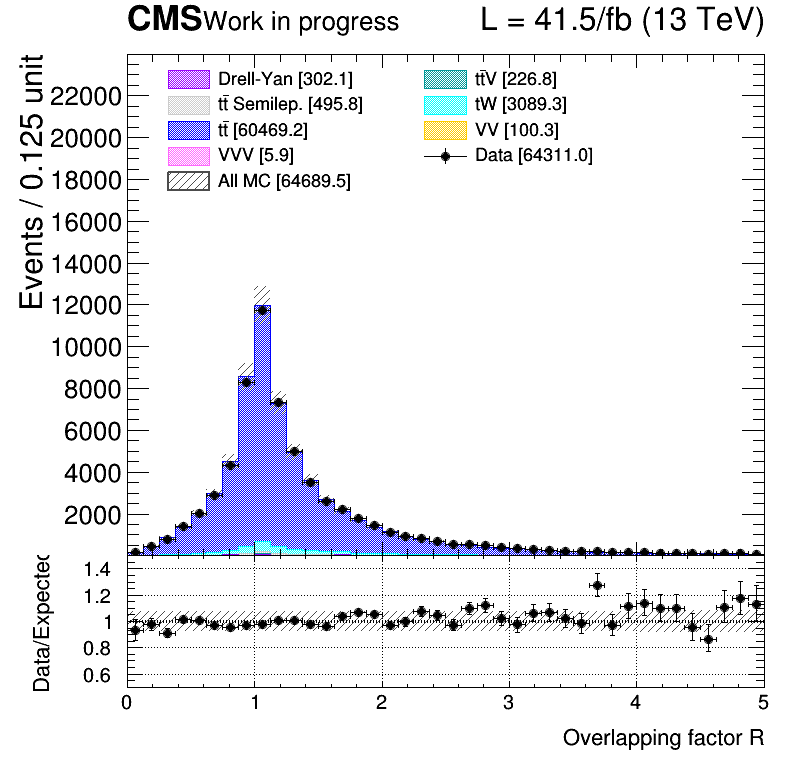 CMS Work in progress L = 41.5/fb (13 TeV)
Events / 0.125 unit
22000
20000
18000
16000
14000
12000
10000
8000
6000
4000
2000
Drell-Yan [302.1]
tt̄ Semilep. [495.8]
tt̄ [60469.2]
VVV [5.9]
All MC [64689.5]
tt̄V [226.8]
tW [3089.3]
VV [100.3]
Data [64311.0]
Data/Expected
1.4
1.2
1
0.8
0.6
0 1 2 3 4 5
Overlapping factor R